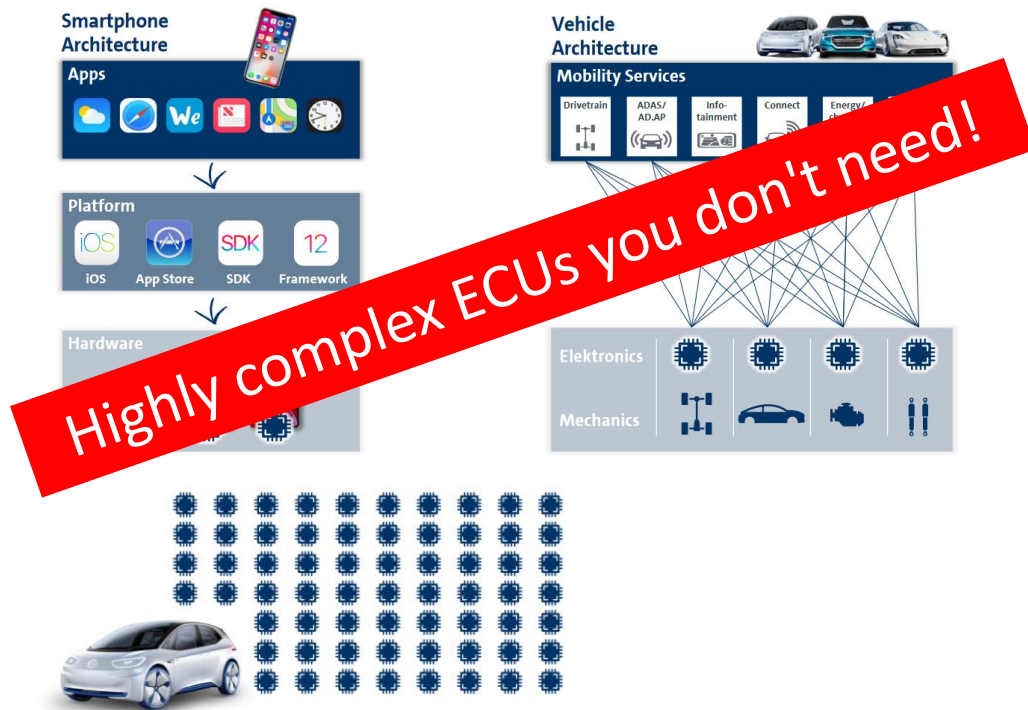 Smartphone
Architecture
Apps
We
Platform
iOS
SDK
12
iOS
App Store
SDK
Framework
Hardware
Vehicle
Architecture
Mobility Services
Drivetrain
ADAS/
AD.AP
Info-
tainment
Connect
Energy/
Elektronics
Mechanics
Highly complex ECUs you don't need!